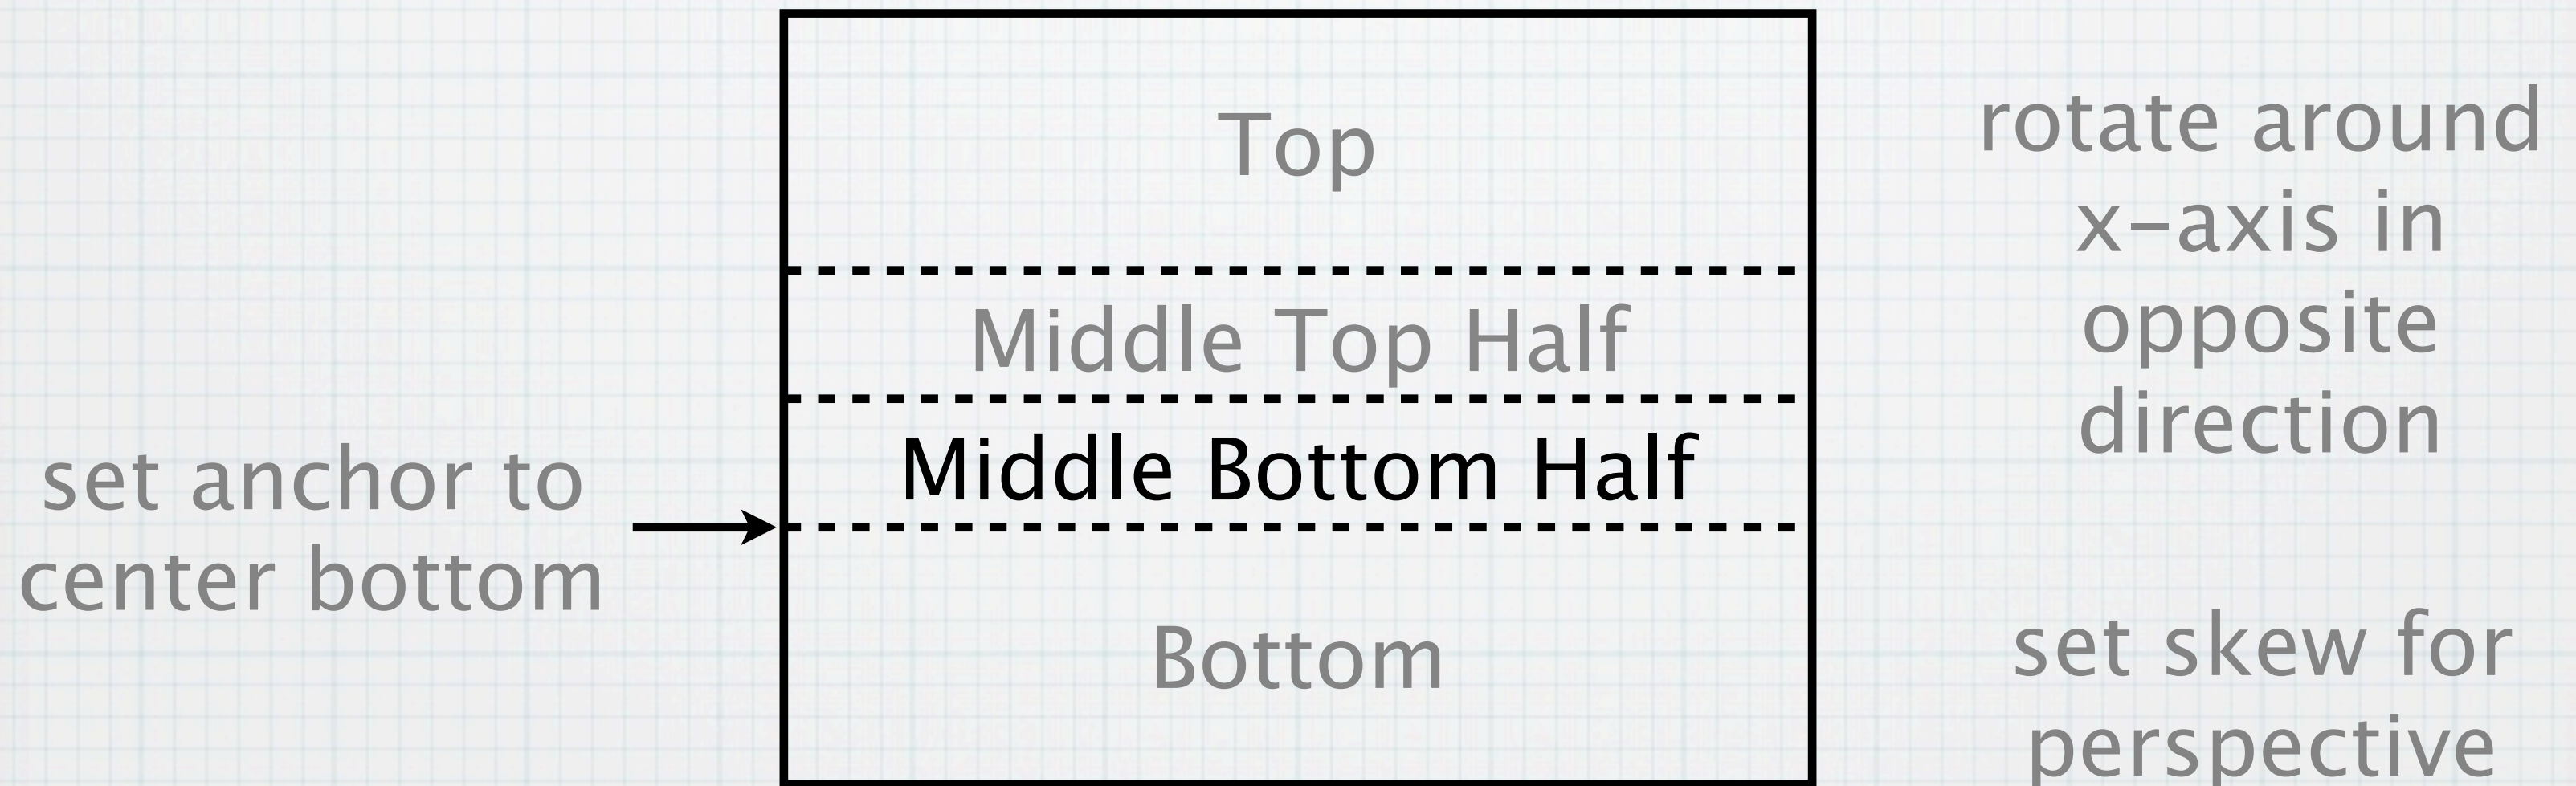 Top
Middle Top Half
Middle Bottom Half
Bottom
set anchor to
center bottom
rotate around
x-axis in
opposite
direction
set skew for
perspective